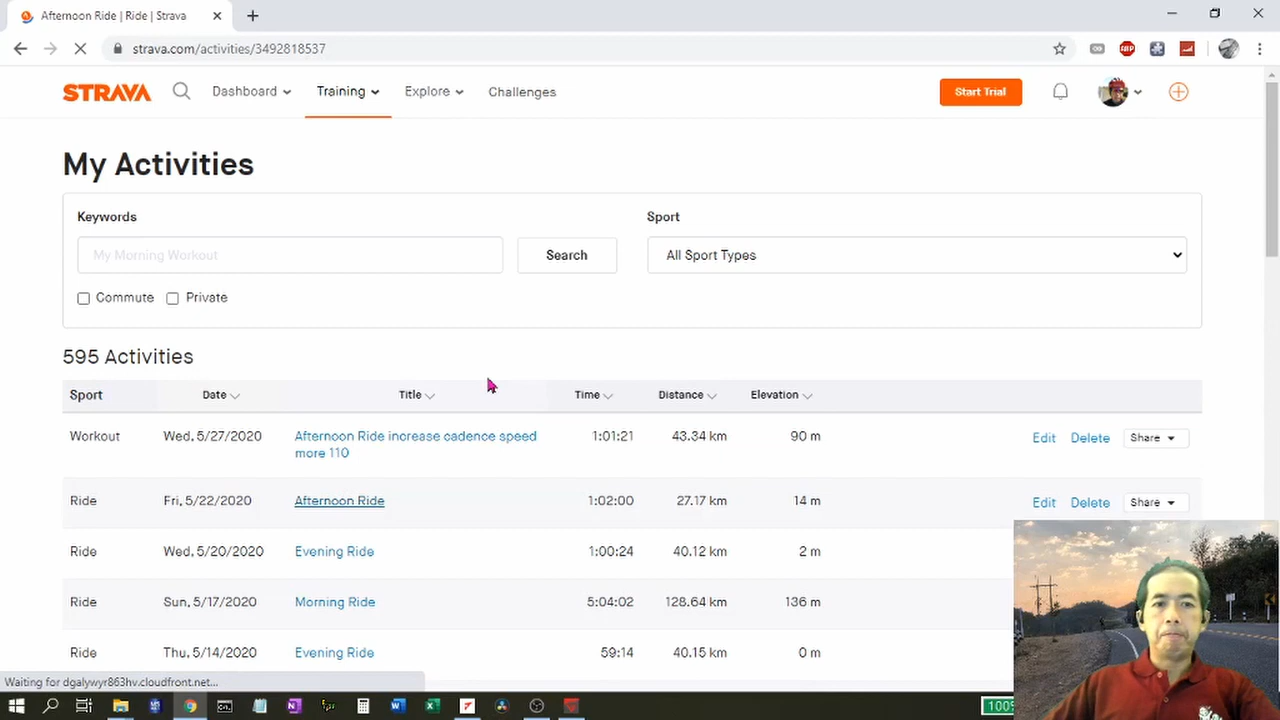 Afternoon Ride | Ride | Strava
strava.com/activities/3492818537
ABP
STRAVA Dashboard Training Explore Challenges Start Trial
My Activities
Keywords Sport
My Morning Workout Search All Sport Types
Commute Private
595 Activities
Sport Date Title Time Distance Elevation
Workout Wed, 5/27/2020 Afternoon Ride increase cadence speed 1:01:21 43.34 km 90 m Edit Delete Share
more 110
Ride Fri, 5/22/2020 Afternoon Ride 1:02:00 27.17 km 14 m Edit Delete Share
Ride Wed, 5/20/2020 Evening Ride 1:00:24 40.12 km 2 m
Ride Sun, 5/17/2020 Morning Ride 5:04:02 128.64 km 136 m
Ride Thu, 5/14/2020 Evening Ride 59:14 40.15 km 0 m
Waiting for dgalywyr863hv.cloudfront.net...
100%